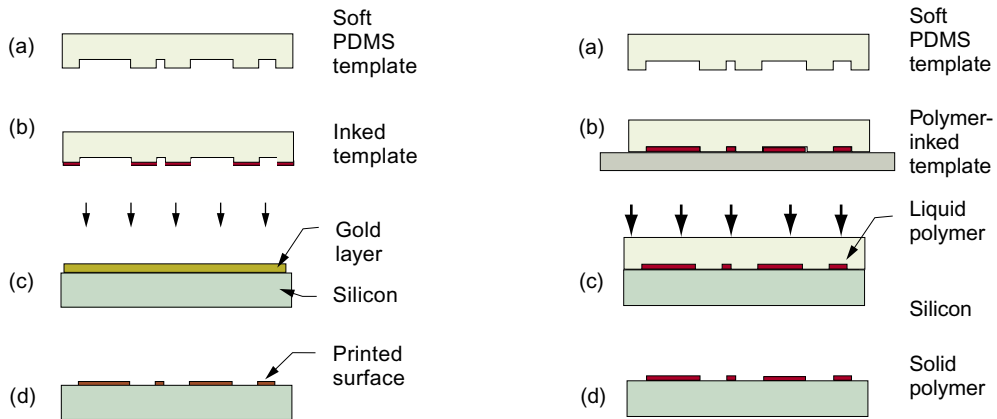 (a)
Soft
PDMS
template
(b)
Inked
template
Gold
layer
(c)
Silicon
Printed
surface
(d)
(a)
Soft
PDMS
template
(b)
Polymer-
inked
template
Liquid
polymer
(c)
Silicon
Solid
polymer
(d)